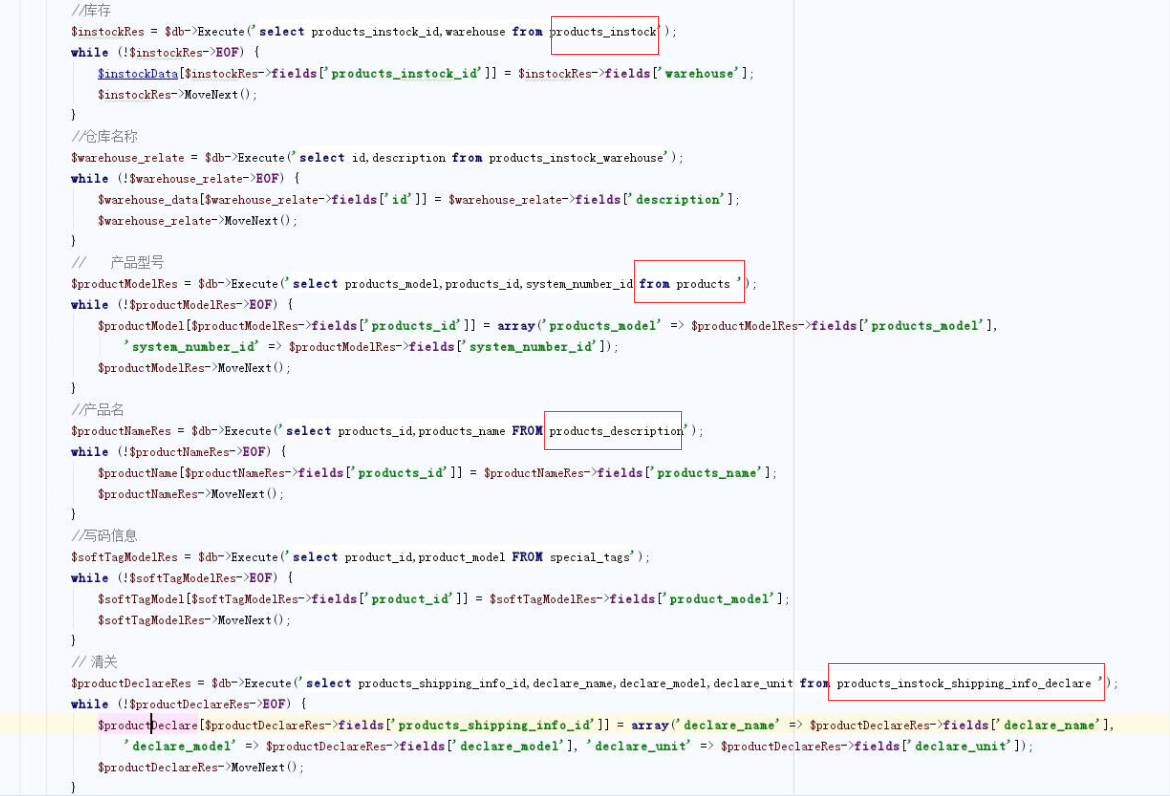 //库存
$instockRes = $db->Execute('select products_instock_id,warehouse from products_instock');
while (!$instockRes->EOF) {
$instockData[$instockRes->fields['products_instock_id']] = $instockRes->fields['warehouse'];
$instockRes->MoveNext();
}
//仓库名称
$warehouse_relate = $db->Execute('select id,description from products_instock_warehouse');
while (!$warehouse_relate->EOF) {
$warehouse_data[$warehouse_relate->fields['id']] = $warehouse_relate->fields['description'];
$warehouse_relate->MoveNext();
}
// 产品型号
$productModelRes = $db->Execute('select products_model,products_id,system_number_id from products ');
while (!$productModelRes->EOF) {
$productModel[$productModelRes->fields['products_id']] = array('products_model' => $productModelRes->fields['products_model'],
'system_number_id' => $productModelRes->fields['system_number_id']);
$productModelRes->MoveNext();
}
//产品名
$productNameRes = $db->Execute('select products_id,products_name FROM products_description');
while (!$productNameRes->EOF) {
$productName[$productNameRes->fields['products_id']] = $productNameRes->fields['products_name'];
$productNameRes->MoveNext();
}
//写码信息
$softTagModelRes = $db->Execute('select product_id,product_model FROM special_tags');
while (!$softTagModelRes->EOF) {
$softTagModel[$softTagModelRes->fields['product_id']] = $softTagModelRes->fields['product_model'];
$softTagModelRes->MoveNext();
}
// 清关
$productDeclareRes = $db->Execute('select products_shipping_info_id,declare_name,declare_model,declare_unit from products_instock_shipping_info_declare ');
while (!$productDeclareRes->EOF) {
$productDeclare[$productDeclareRes->fields['products_shipping_info_id']] = array('declare_name' => $productDeclareRes->fields['declare_name'],
'declare_model' => $productDeclareRes->fields['declare_model'], 'declare_unit' => $productDeclareRes->fields['declare_unit']);
$productDeclareRes->MoveNext();
}